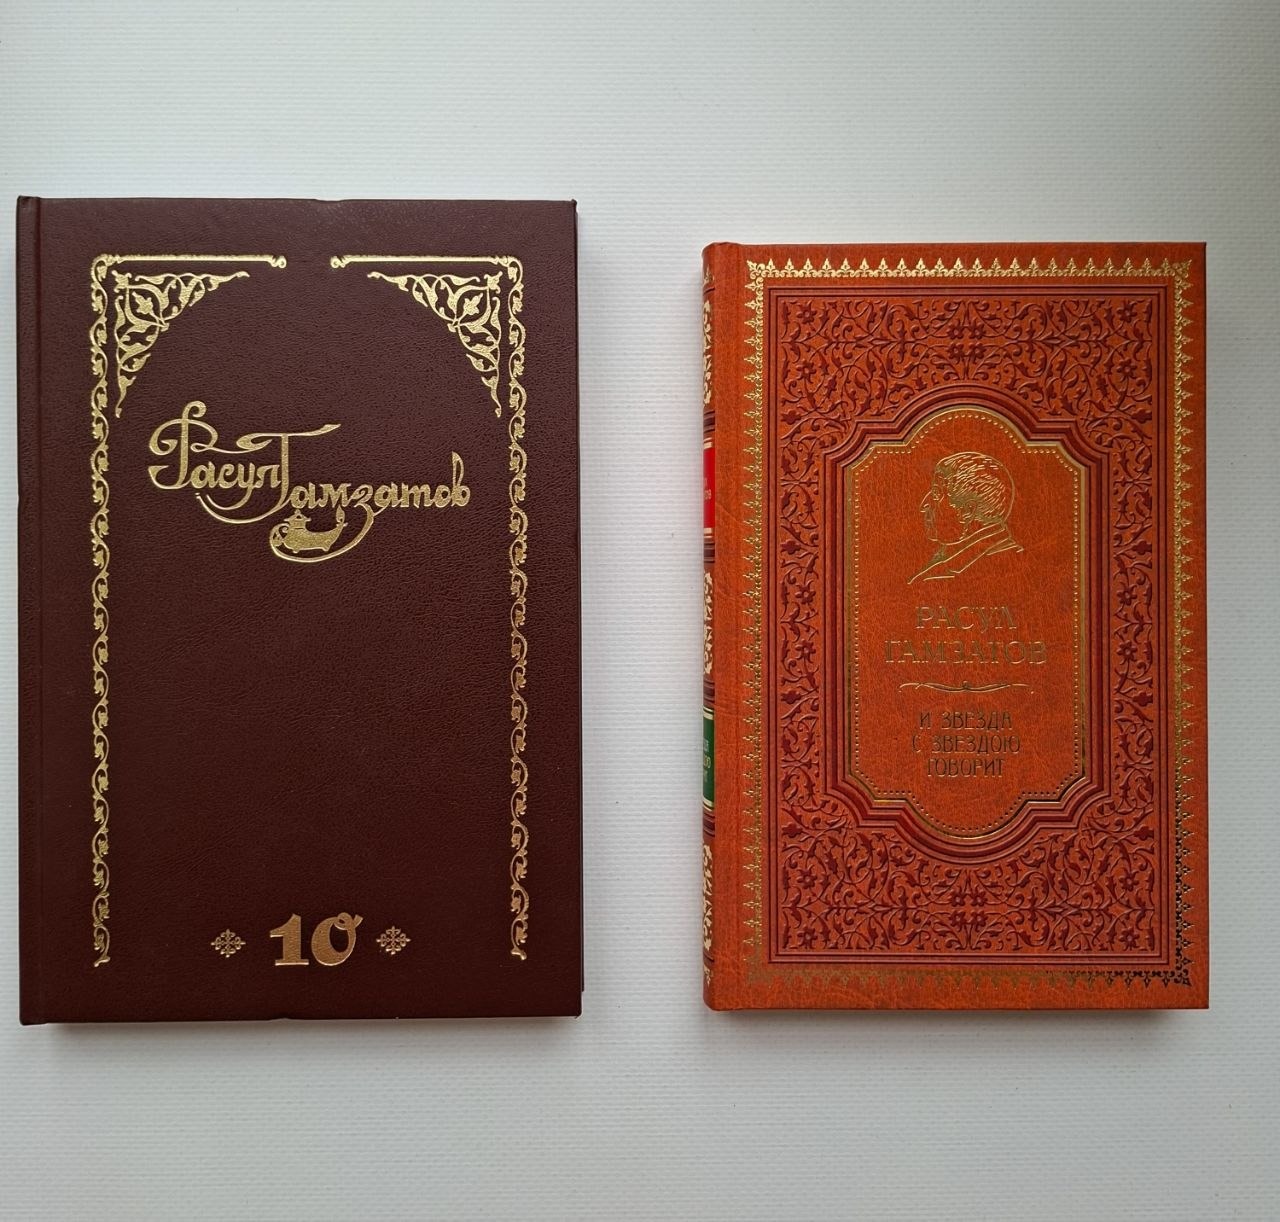 Расул Гамзатов
10
РАСУЛ
ГАМЗАТОВ
И ЗВЕЗДА
С ЗВЕЗДОЮ
ГОВОРИТ